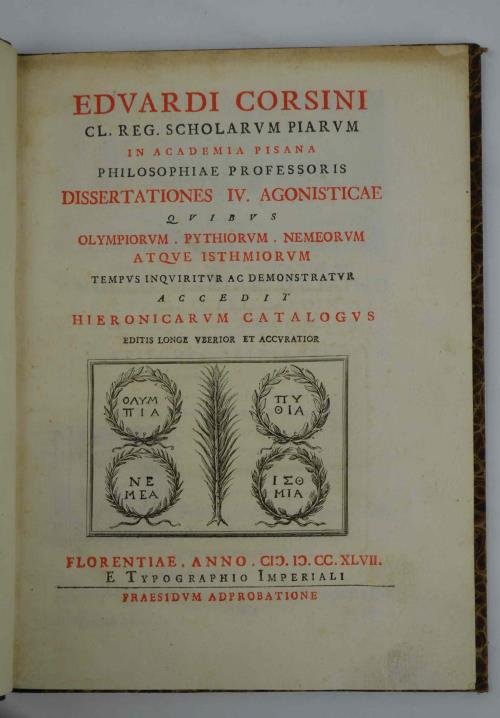 EDVARDI CORSINI
CL. REG. SCHOLARVM PIARVM
IN ACADEMIA PISANA
PHILOSOPHIAE PROFESSORIS
DISSERTATIONES IV. AGONISTICAE
QVIBVS
OLYMPIORVM . PYTHIORVM . NEMEORVM
ATQVE ISTHMIORVM
TEMPVS INQVIRITVR AC DEMONSTRATVR
ACCEDIT
HIERONICARVM CATALOGVS
EDITIS LONGE VBERIOR ET ACCVRATIOR
ΟΛΥΜ
ΠΙΑ
ΠΥ
ΘΙΑ
ΝΕ
ΜΕΑ
ΙΣΘ
ΜΙΑ
FLORENTIAE, ANNO. CIↃ. IↃ. CC. XLVII.
E TYPOGRAPHIO IMPERIALI
PRAESIDVM ADPROBATIONE